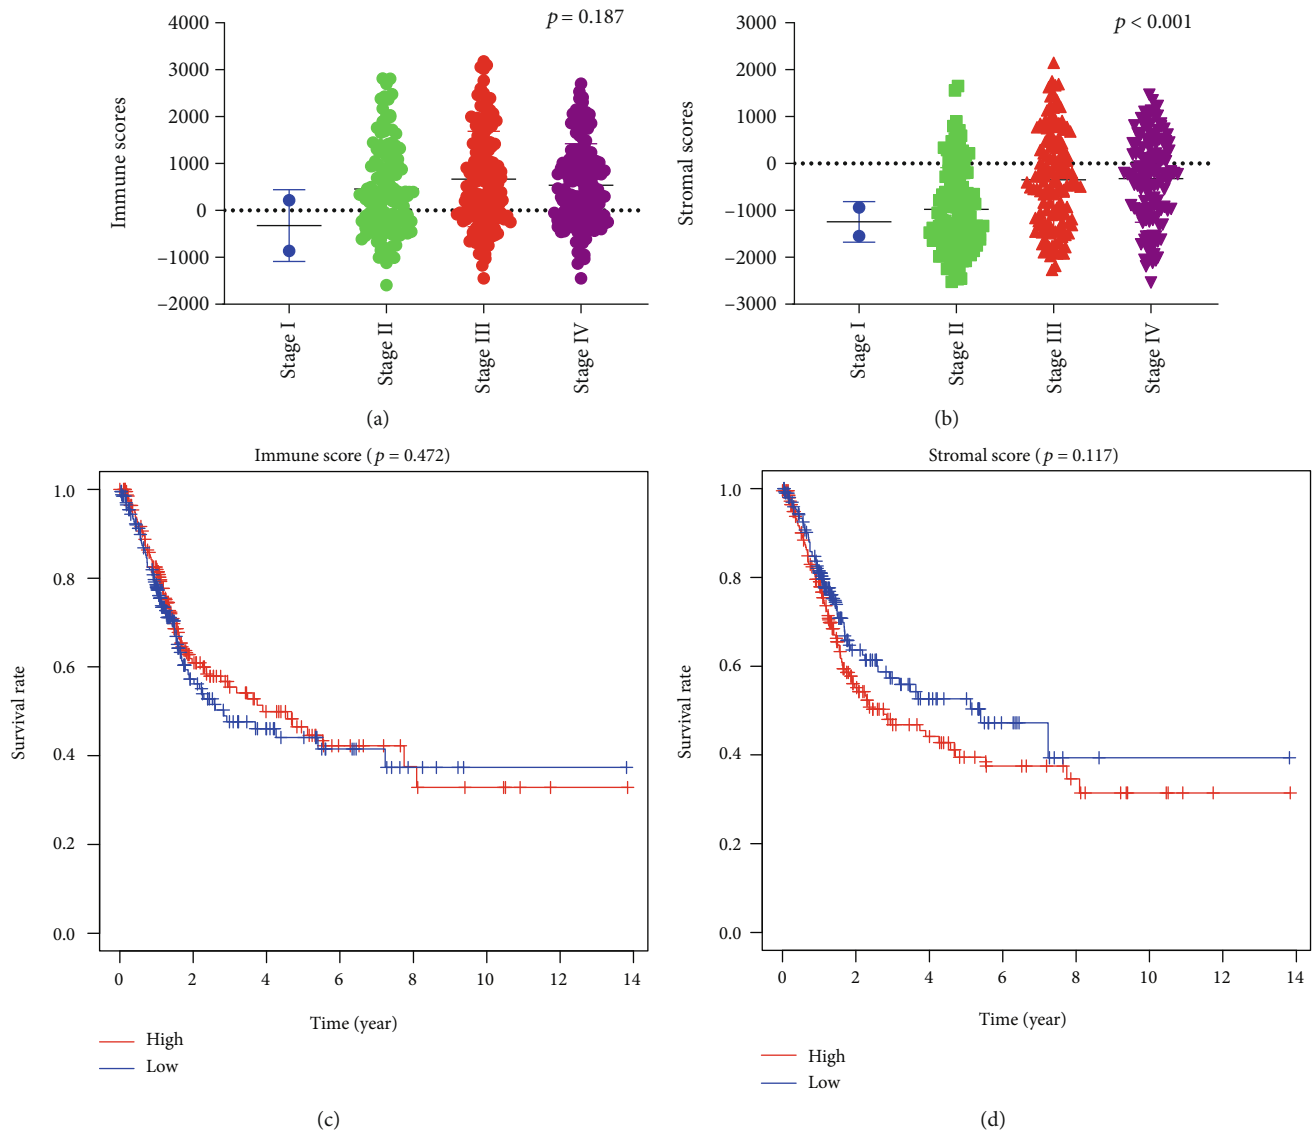 p = 0.187
4000
3000
2000
1000
0
−1000
−2000
Immune scores
Stage I
Stage II
Stage III
Stage IV
(a)
p < 0.001
3000
2000
1000
0
−1000
−2000
−3000
Stromal scores
Stage I
Stage II
Stage III
Stage IV
(b)
Immune score (p = 0.472)
1.0
0.8
0.6
0.4
0.2
0.0
Survival rate
0 2 4 6 8 10 12 14
Time (year)
High
Low
(c)
Stromal score (p = 0.117)
1.0
0.8
0.6
0.4
0.2
0.0
Survival rate
0 2 4 6 8 10 12 14
Time (year)
High
Low
(d)